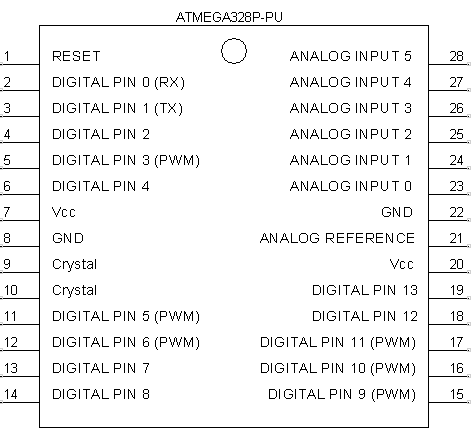 ATMEGA328P-PU
1 RESET ANALOG INPUT 5 28
2 DIGITAL PIN 0 (RX) ANALOG INPUT 4 27
3 DIGITAL PIN 1 (TX) ANALOG INPUT 3 26
4 DIGITAL PIN 2 ANALOG INPUT 2 25
5 DIGITAL PIN 3 (PWM) ANALOG INPUT 1 24
6 DIGITAL PIN 4 ANALOG INPUT 0 23
7 Vcc GND 22
8 GND ANALOG REFERENCE 21
9 Crystal Vcc 20
10 Crystal DIGITAL PIN 13 19
11 DIGITAL PIN 5 (PWM) DIGITAL PIN 12 18
12 DIGITAL PIN 6 (PWM) DIGITAL PIN 11 (PWM) 17
13 DIGITAL PIN 7 DIGITAL PIN 10 (PWM) 16
14 DIGITAL PIN 8 DIGITAL PIN 9 (PWM) 15